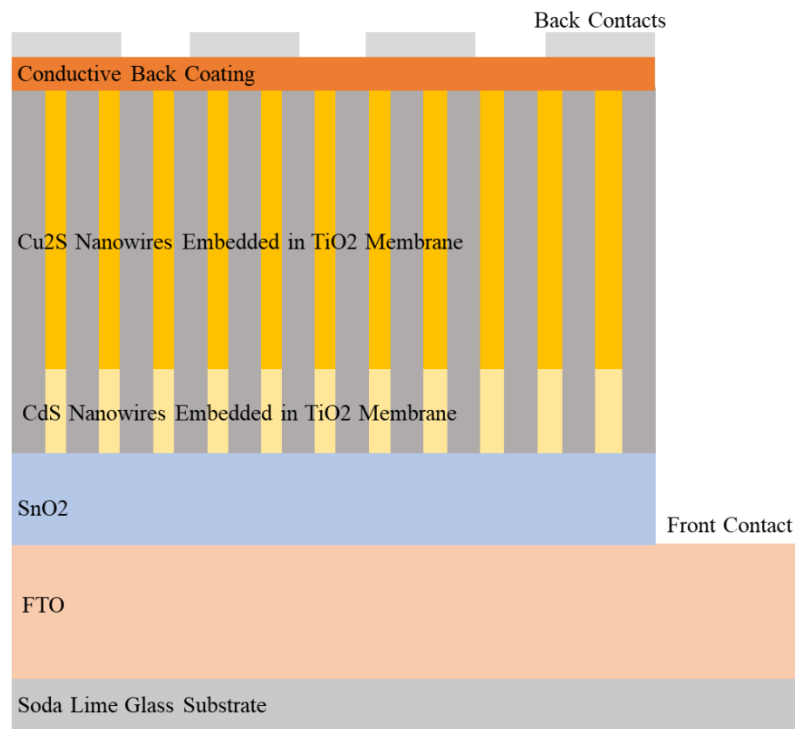 Back Contacts
Conductive Back Coating
Cu2S Nanowires Embedded in TiO2 Membrane
CdS Nanowires Embedded in TiO2 Membrane
SnO2
Front Contact
FTO
Soda Lime Glass Substrate